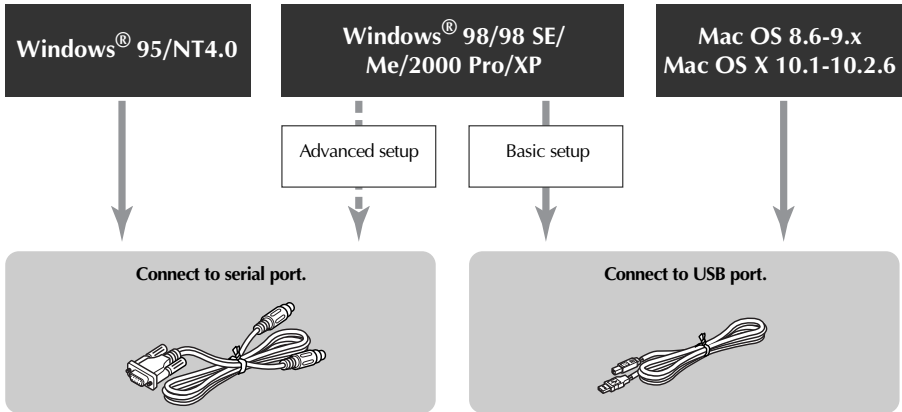 Windows® 95/NT4.0
Windows® 98/98 SE/
Me/2000 Pro/XP
Mac OS 8.6-9.x
Mac OS X 10.1-10.2.6
Advanced setup
Basic setup
Connect to serial port.
Connect to USB port.